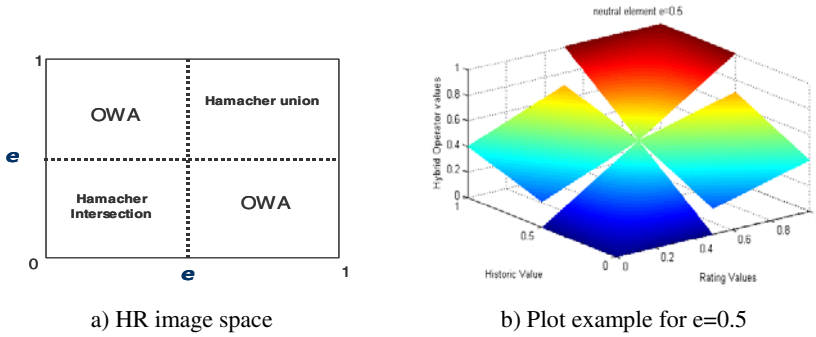 1
OWA
Hamacher union
e
Hamacher
Intersection
OWA
0
e
1
a) HR image space
neutral element e=0.5
Hybrid Operator values
1
0.8
0.6
0.4
0.2
0
1
0.5
0
0
0.2
0.4
0.6
0.8
Historic Value
Rating Values
b) Plot example for e=0.5